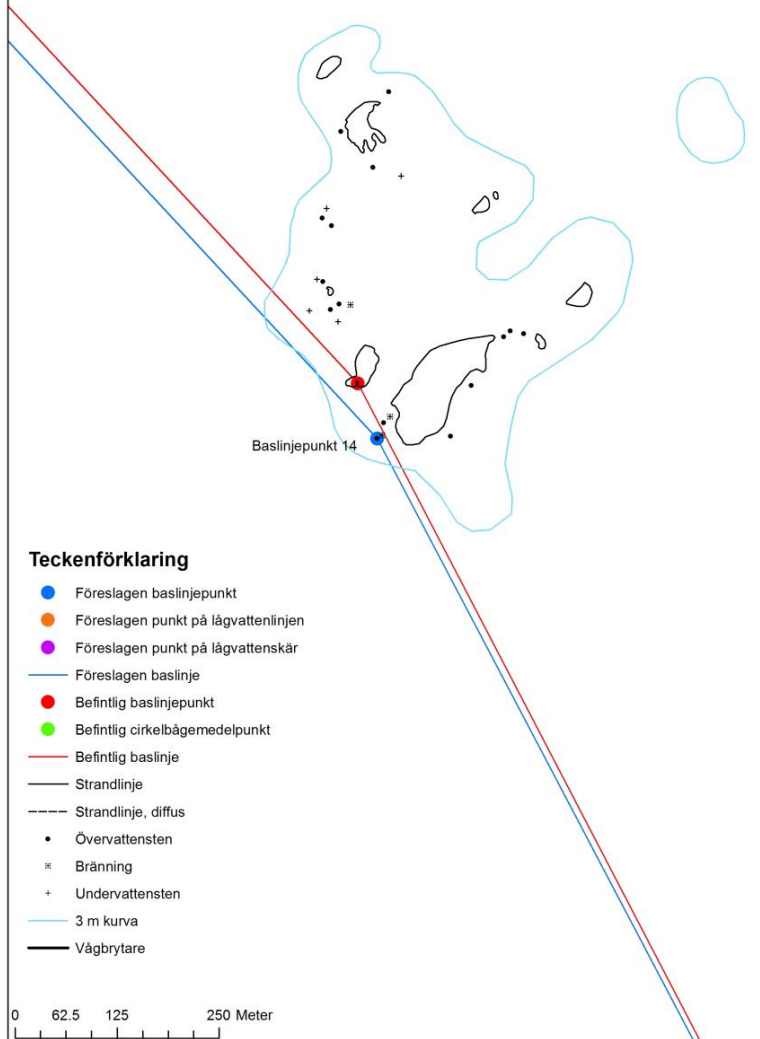 Baslinjepunkt 14
Teckenförklaring
Föreslagen baslinjepunkt
Föreslagen punkt på lågvattenlinjen
Föreslagen punkt på lågvattenskär
Föreslagen baslinje
Befintlig baslinjepunkt
Befintlig cirkelbågemedelpunkt
Befintlig baslinje
Strandlinje
Strandlinje, diffus
Övervattensten
Bränning
Undervattensten
3 m kurva
Vågbrytare
0 62.5 125 250 Meter